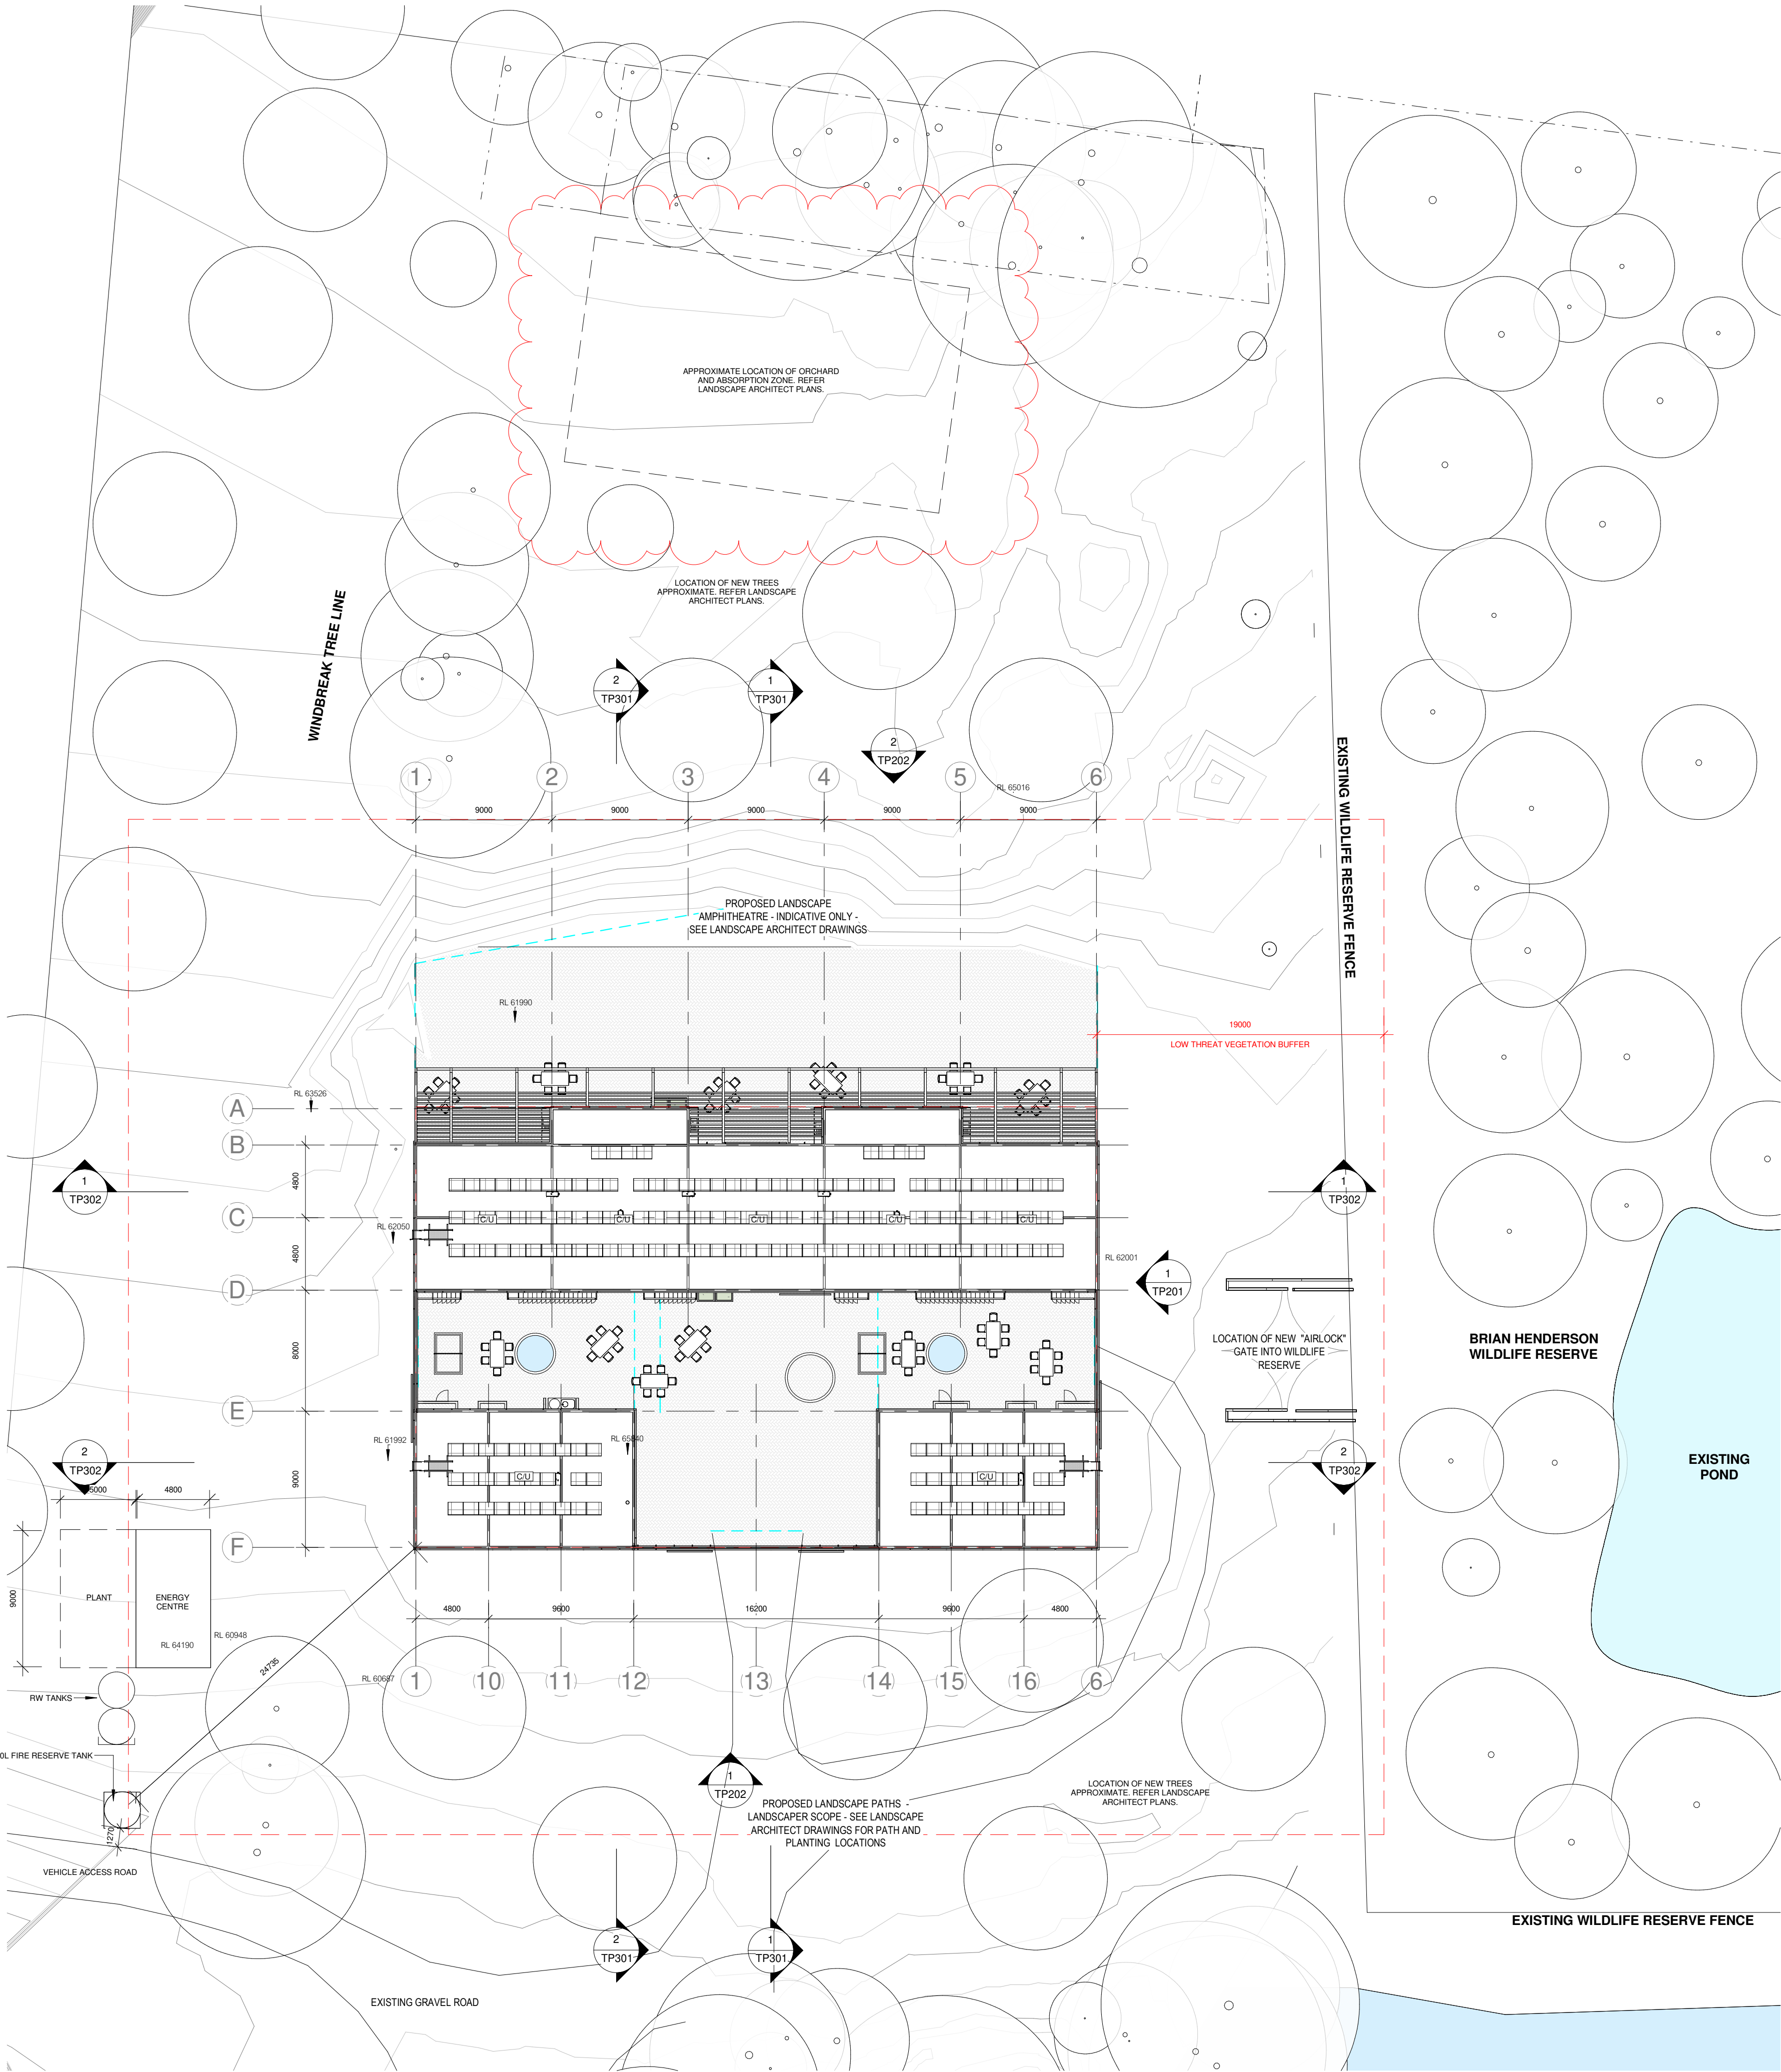 APPROXIMATE LOCATION OF ORCHARD
AND ABSORPTION ZONE. REFER
LANDSCAPE ARCHITECT PLANS.
LOCATION OF NEW TREES
APPROXIMATE. REFER LANDSCAPE
ARCHITECT PLANS.
WINDBREAK TREE LINE
2
TP301
1
TP301
2
TP202
EXISTING WILDLIFE RESERVE FENCE
1
2
3
4
5
6
RL 65016
9000
9000
9000
9000
9000
PROPOSED LANDSCAPE
AMPHITHEATRE - INDICATIVE ONLY -
SEE LANDSCAPE ARCHITECT DRAWINGS
RL 61990
19000
LOW THREAT VEGETATION BUFFER
RL 63526
A
B
C
D
E
F
4800
4800
8000
9000
1
TP302
1
TP302
C/U
C/U
C/U
C/U
C/U
RL 62050
RL 62001
1
TP201
LOCATION OF NEW "AIRLOCK"
GATE INTO WILDLIFE
RESERVE
BRIAN HENDERSON
WILDLIFE RESERVE
RL 61992
RL 65840
C/U
C/U
2
TP302
2
TP302
EXISTING
POND
5000
4800
9000
PLANT
ENERGY
CENTRE
RL 64190
RL 60948
24735
RL 60687
4800
9600
16200
9600
4800
1
10
11
12
13
14
15
16
6
RW TANKS
0L FIRE RESERVE TANK
1270
VEHICLE ACCESS ROAD
1
TP202
PROPOSED LANDSCAPE PATHS -
LANDSCAPER SCOPE - SEE LANDSCAPE
ARCHITECT DRAWINGS FOR PATH AND
PLANTING LOCATIONS
LOCATION OF NEW TREES
APPROXIMATE. REFER LANDSCAPE
ARCHITECT PLANS.
EXISTING WILDLIFE RESERVE FENCE
2
TP301
1
TP301
EXISTING GRAVEL ROAD